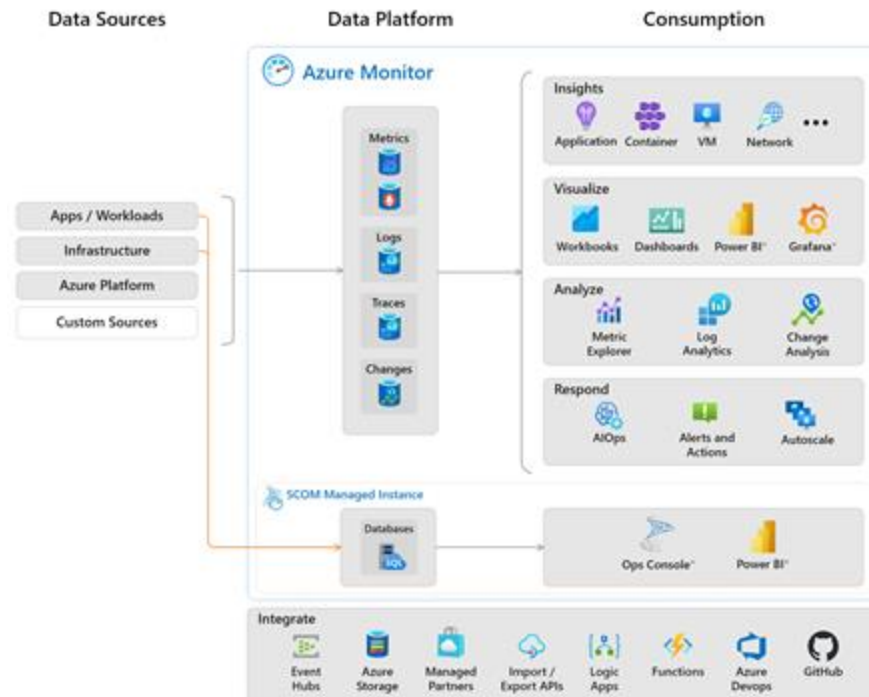 Data Sources
Data Platform
Consumption
Azure Monitor
Apps / Workloads
Infrastructure
Azure Platform
Custom Sources
Metrics
Logs
Traces
Changes
Insights
Application
Container
VM
Network
Visualize
Workbooks
Dashboards
Power BI*
Grafana*
Analyze
Metric
Explorer
Log
Analytics
Change
Analysis
Respond
AIOps
Alerts and
Actions
Autoscale
SCOM Managed Instance
Databases
SQL
Ops Console*
Power BI*
Integrate
Event
Hubs
Azure
Storage
Managed
Partners
Import /
Export APIs
Logic
Apps
Functions
Azure
Devops
GitHub